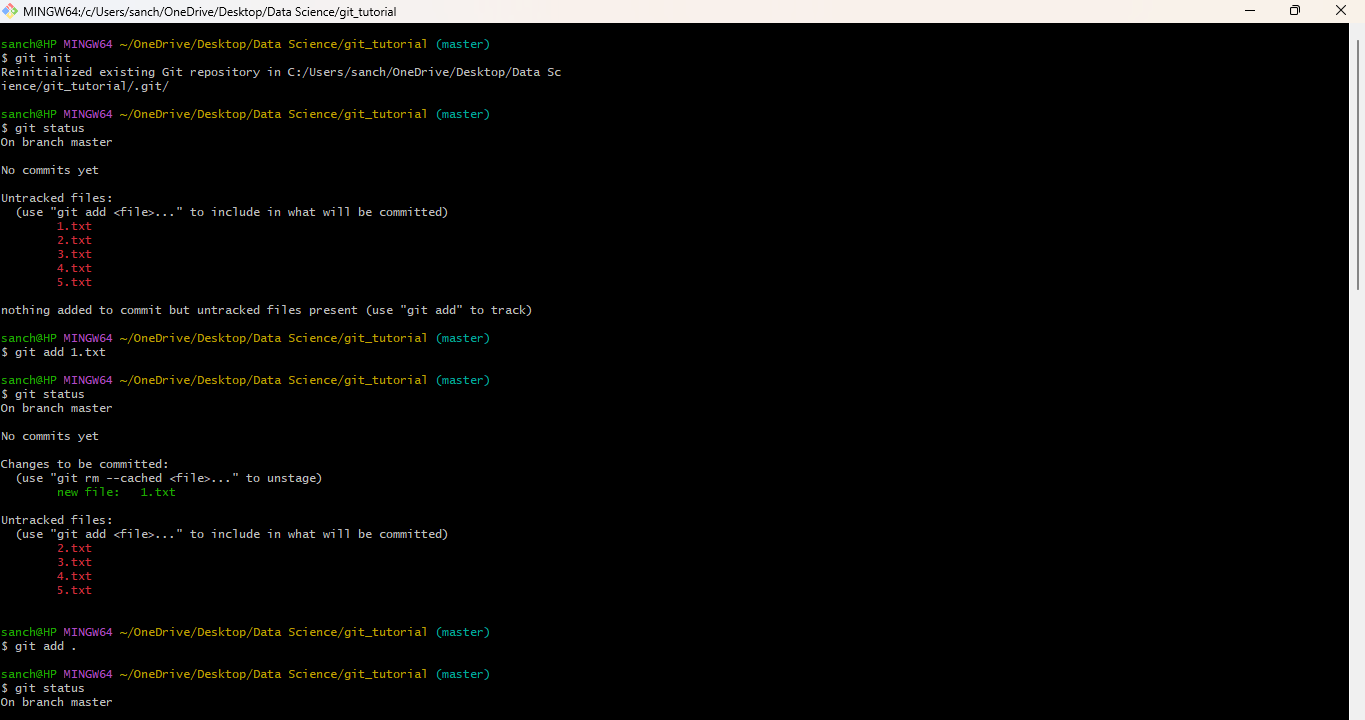 MINGW64:/c/Users/sanch/OneDrive/Desktop/Data Science/git_tutorial
sanch@HP MINGW64 ~/OneDrive/Desktop/Data Science/git_tutorial (master)
$ git init
Reinitialized existing Git repository in C:/Users/sanch/OneDrive/Desktop/Data Sc
ience/git_tutorial/.git/
sanch@HP MINGW64 ~/OneDrive/Desktop/Data Science/git_tutorial (master)
$ git status
On branch master
No commits yet
Untracked files:
  (use "git add <file>..." to include in what will be committed)
        1.txt
        2.txt
        3.txt
        4.txt
        5.txt
nothing added to commit but untracked files present (use "git add" to track)
sanch@HP MINGW64 ~/OneDrive/Desktop/Data Science/git_tutorial (master)
$ git add 1.txt
sanch@HP MINGW64 ~/OneDrive/Desktop/Data Science/git_tutorial (master)
$ git status
On branch master
No commits yet
Changes to be committed:
  (use "git rm --cached <file>..." to unstage)
        new file:   1.txt
Untracked files:
  (use "git add <file>..." to include in what will be committed)
        2.txt
        3.txt
        4.txt
        5.txt
sanch@HP MINGW64 ~/OneDrive/Desktop/Data Science/git_tutorial (master)
$ git add .
sanch@HP MINGW64 ~/OneDrive/Desktop/Data Science/git_tutorial (master)
$ git status
On branch master